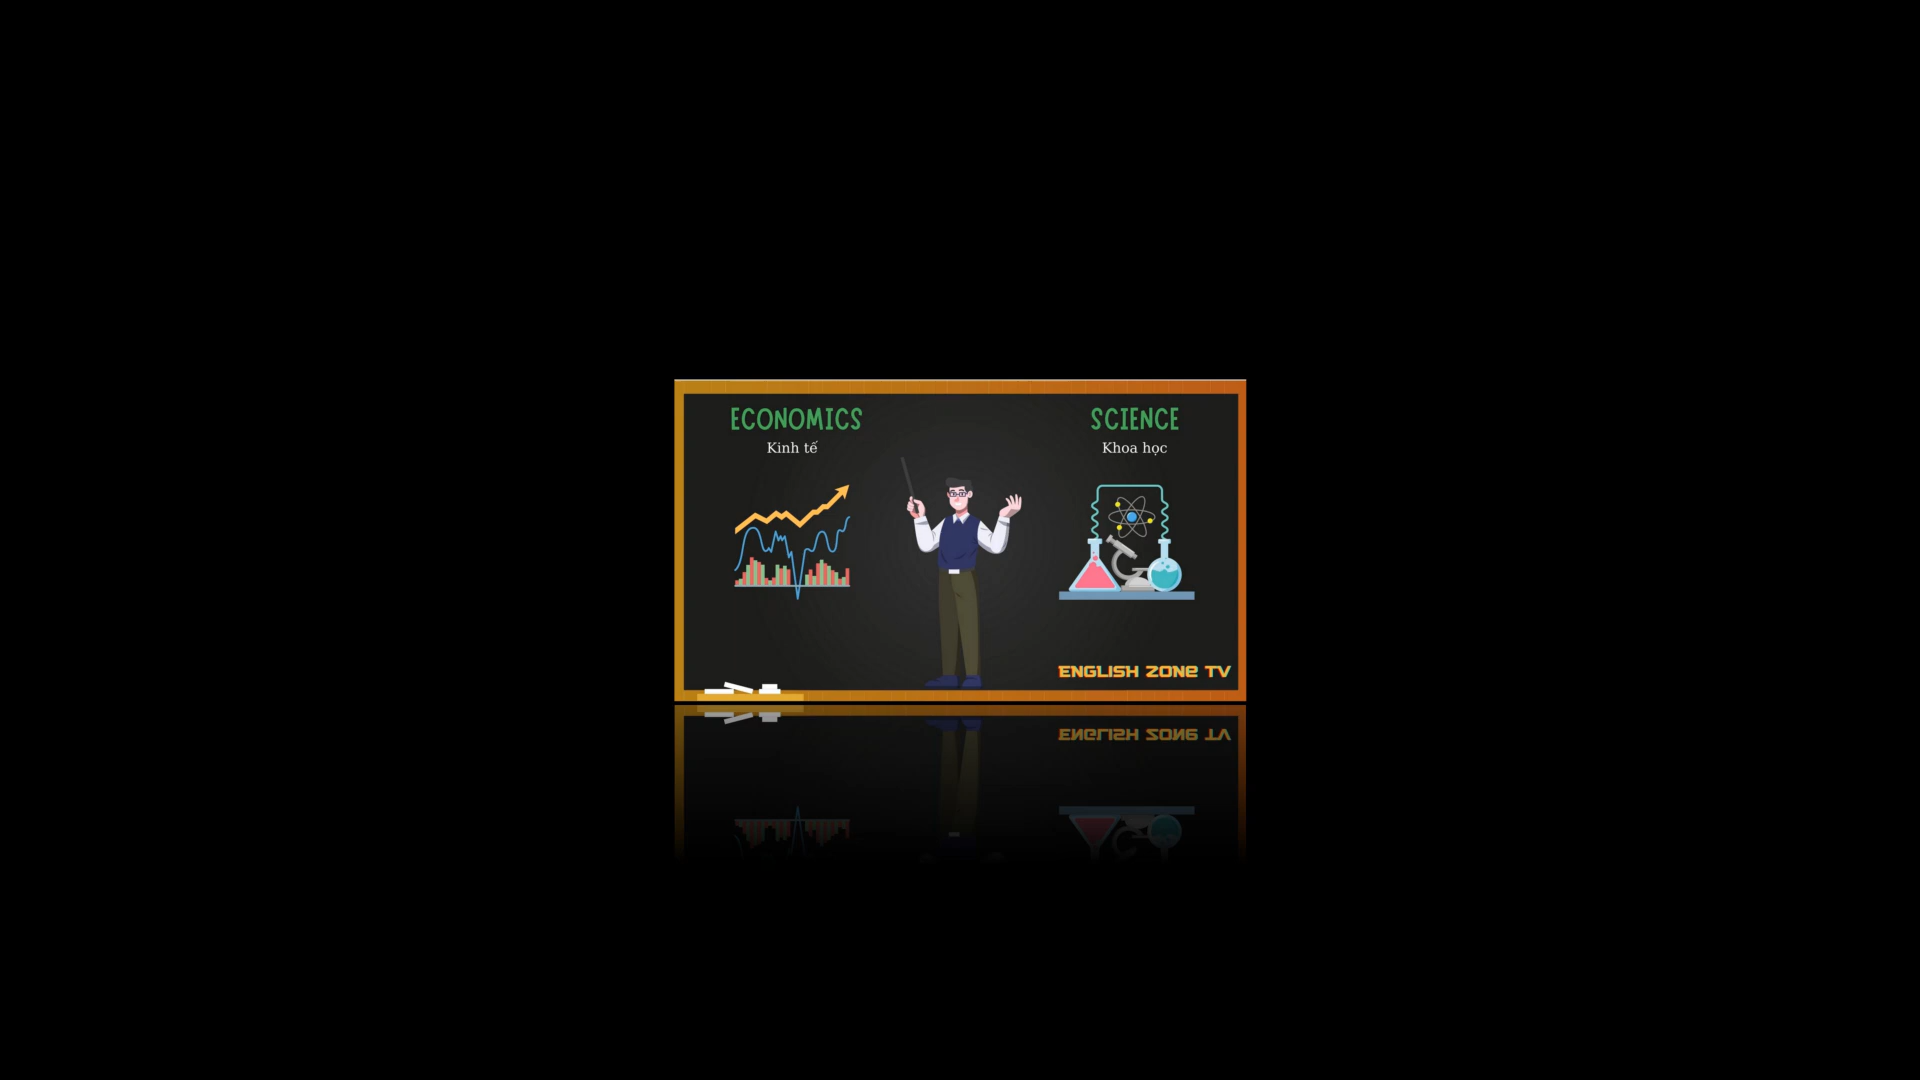 ECONOMICS
Kinh tế
SCIENCE
Khoa học
ENGLISH ZONE TV